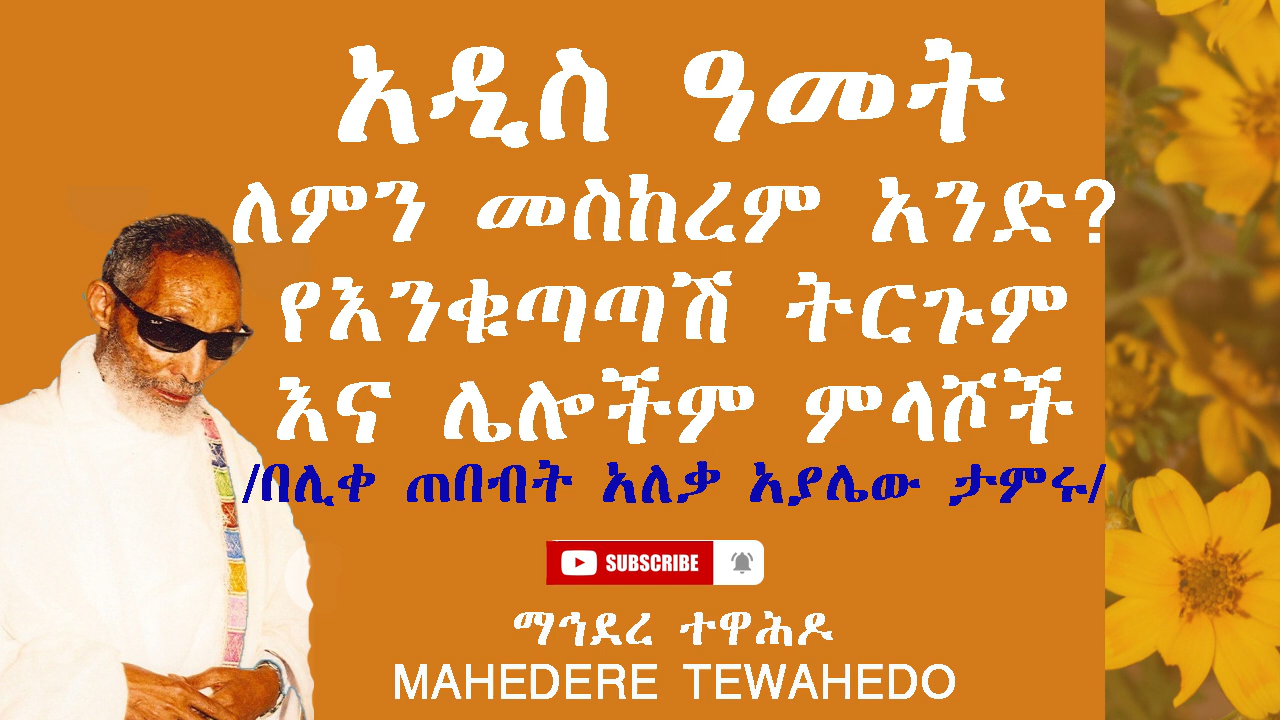 አዲስ ዓመት
ለምን መስከረም አንድ?
የእንቁጣጣሽ ትርጉም
እና ሌሎችም ምላሾች
/በሊቀ ጠበብት አለቃ አያሌው ታምሩ/
SUBSCRIBE
ማኅደረ ተዋሕዶ
MAHEDERE TEWAHEDO